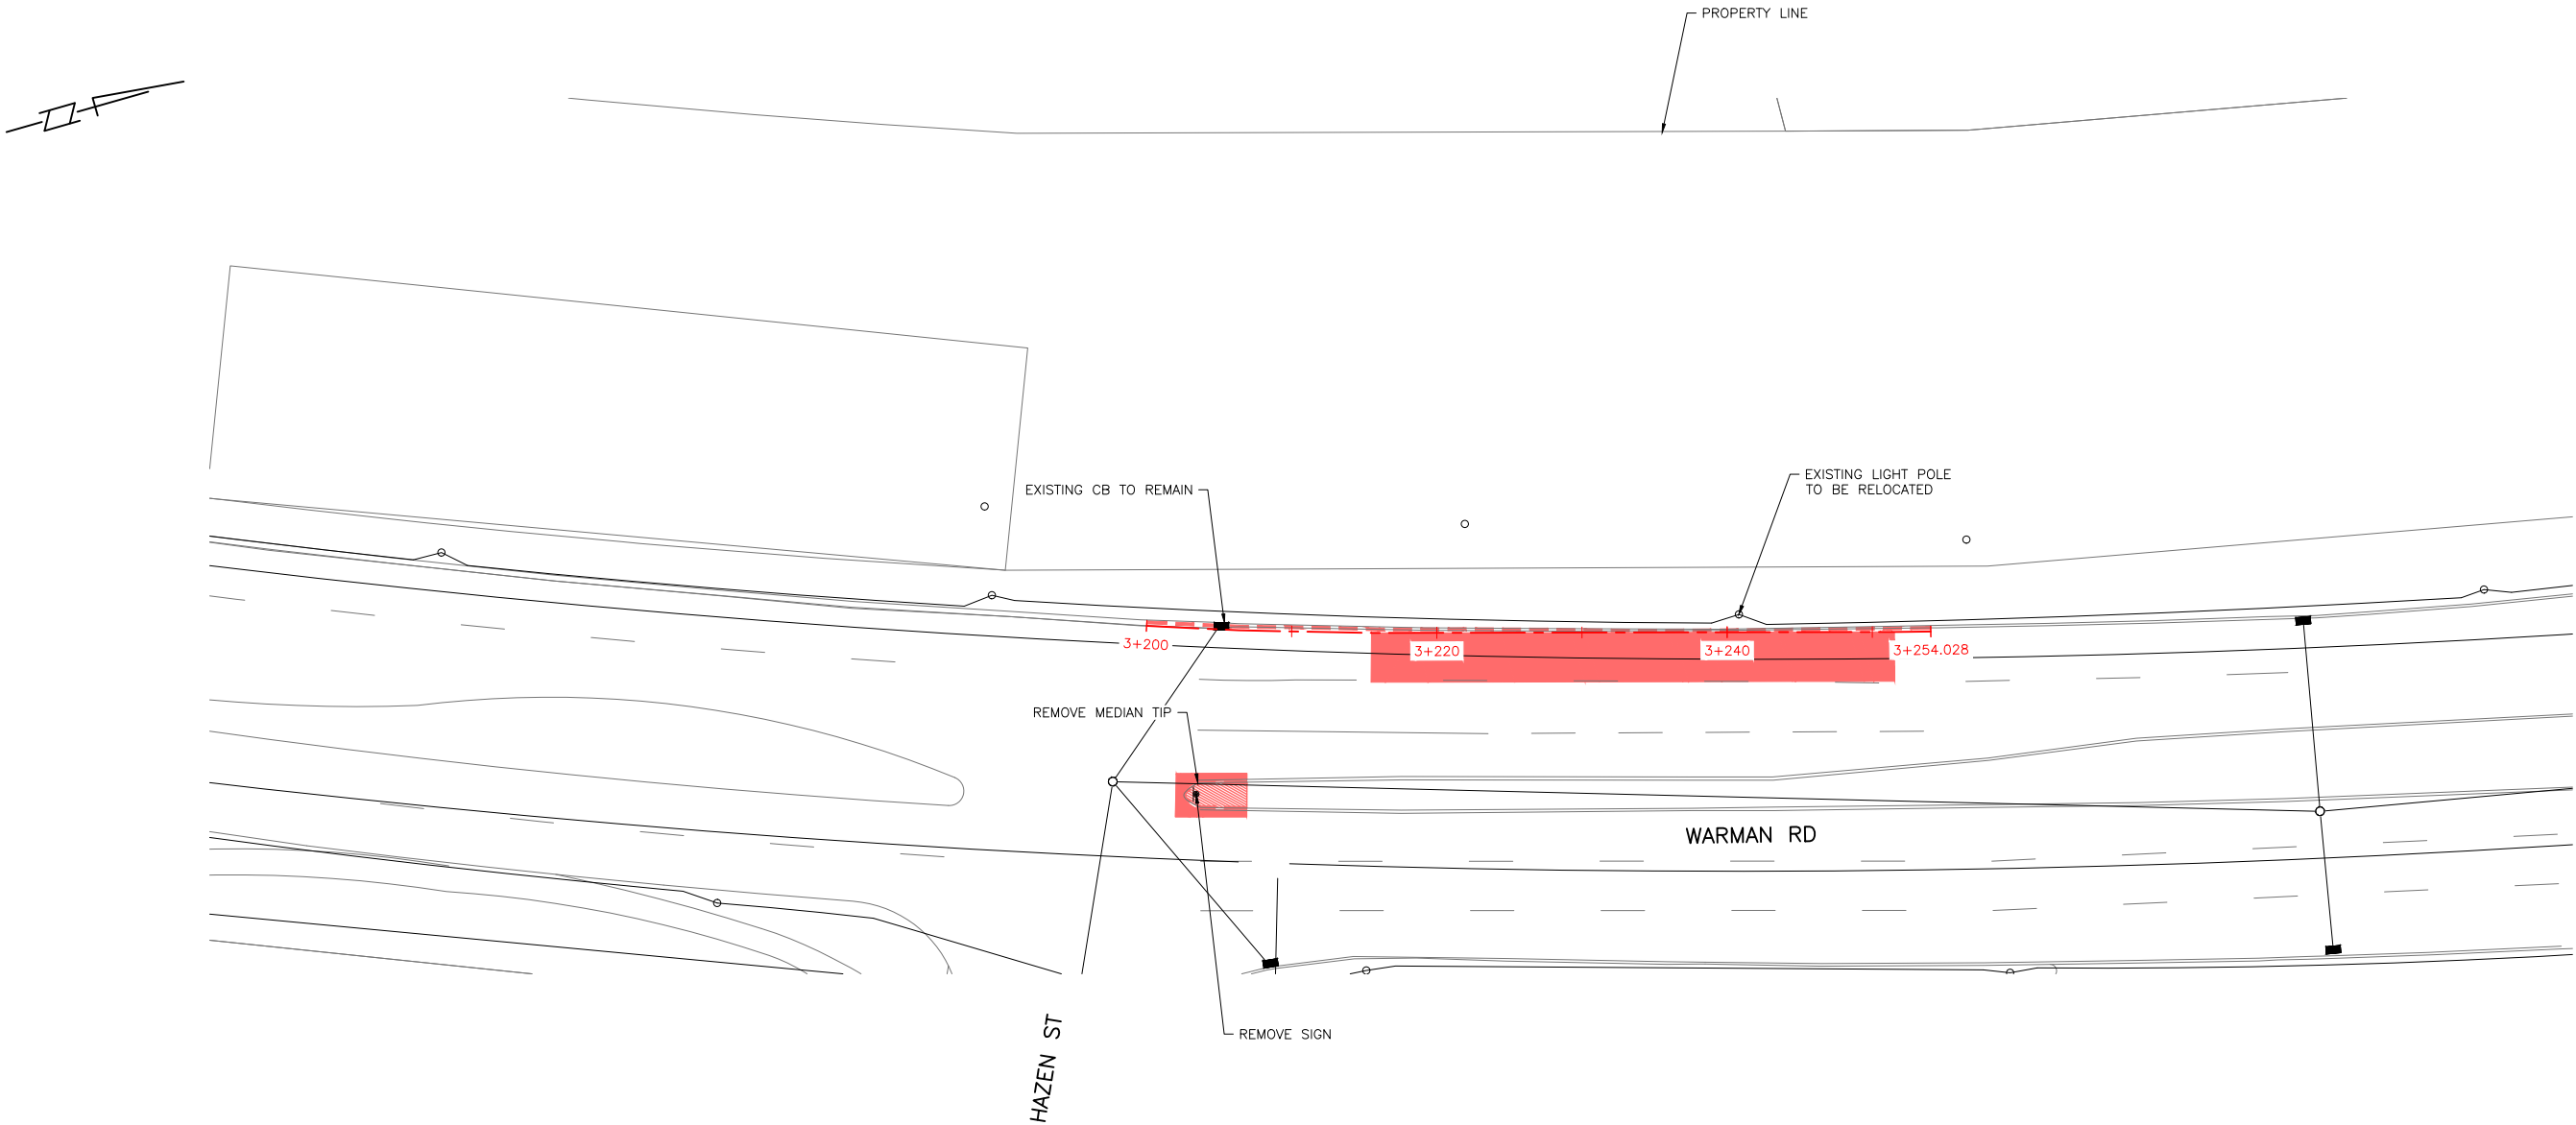 PROPERTY LINE
N
EXISTING LIGHT POLE
TO BE RELOCATED
EXISTING CB TO REMAIN
3+200
3+220
3+240
3+254.028
REMOVE MEDIAN TIP
WARMAN RD
REMOVE SIGN
HAZEN ST